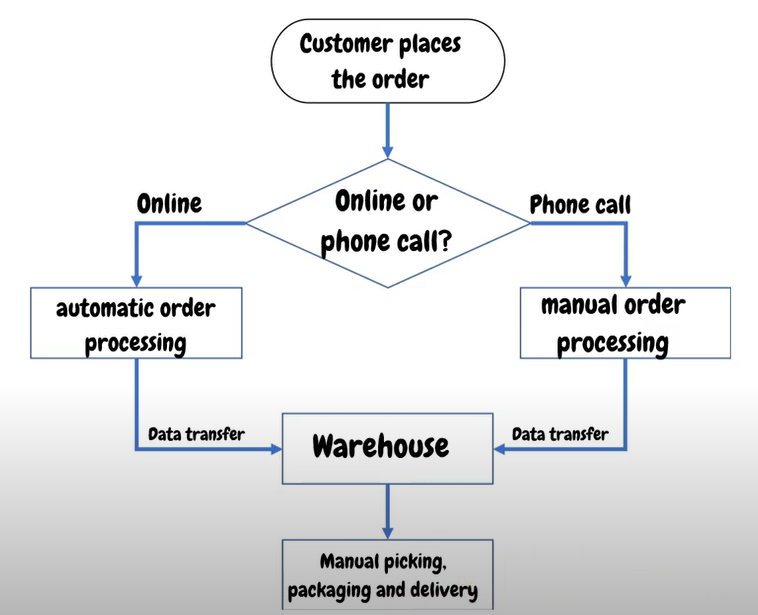 Customer places
the order
Online or
phone call?
Online
Phone call
automatic order
processing
manual order
processing
Data transfer
Data transfer
Warehouse
Manual picking,
packaging and delivery